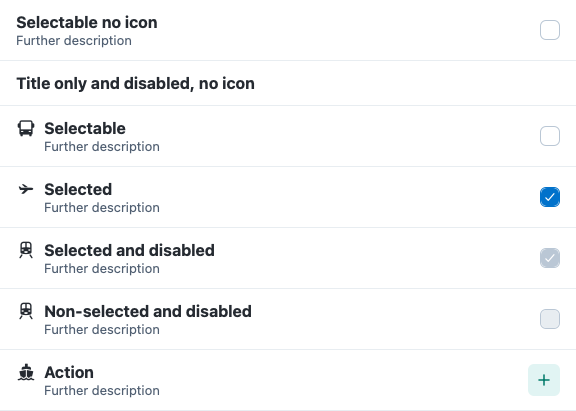 Selectable no icon
Further description
Title only and disabled, no icon
Selectable
Further description
Selected
Further description
Selected and disabled
Further description
Non-selected and disabled
Further description
Action
Further description